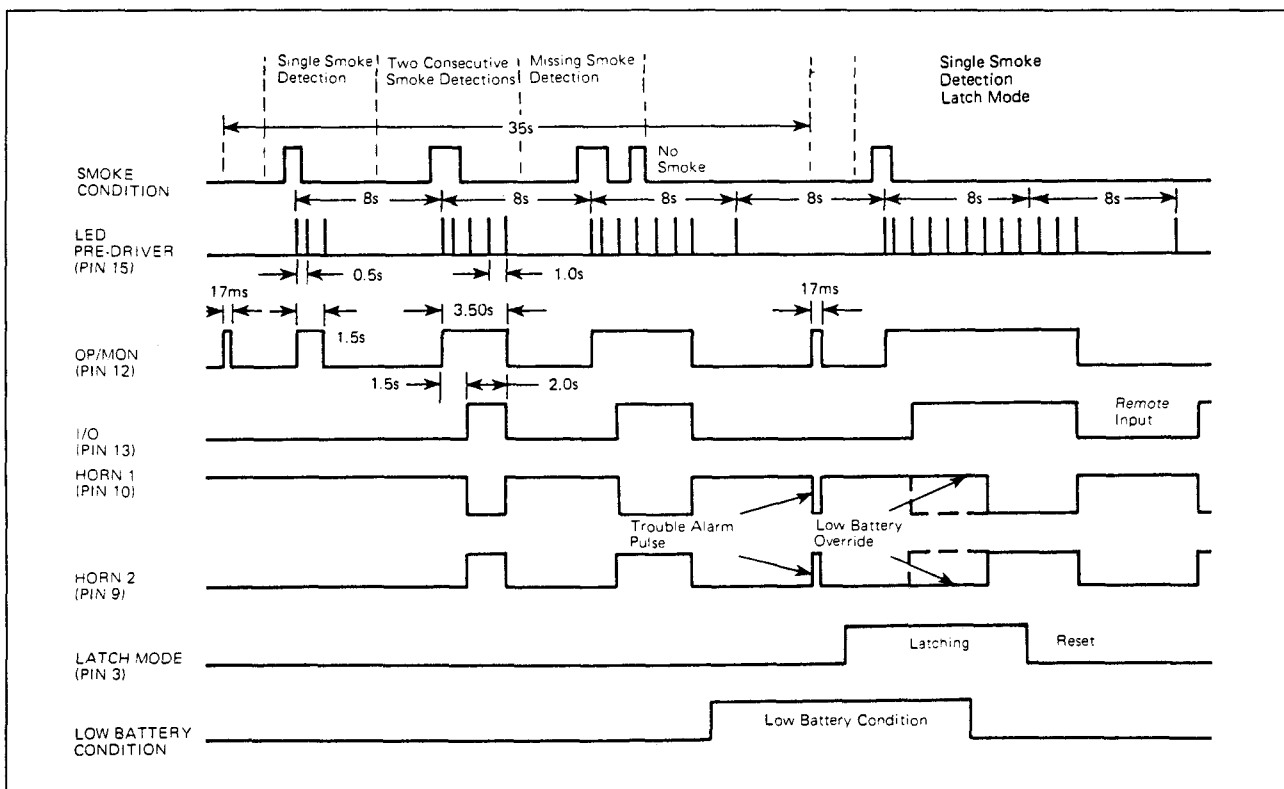 Single Smoke
Detection
Two Consecutive
Smoke Detections
Missing Smoke
Detection
Single Smoke
Detection
Latch Mode
35s
No
Smoke
SMOKE
CONDITION
8s
8s
8s
8s
8s
8s
LED
PRE-DRIVER
(PIN 15)
0.5s
1.0s
17ms
3.50s
17ms
1.5s
OP/MON
(PIN 12)
1.5s
2.0s
I/O
(PIN 13)
Remote
Input
HORN 1
(PIN 10)
Trouble Alarm
Pulse
Low Battery
Override
HORN 2
(PIN 9)
LATCH MODE
(PIN 3)
Latching
Reset
LOW BATTERY
CONDITION
Low Battery Condition